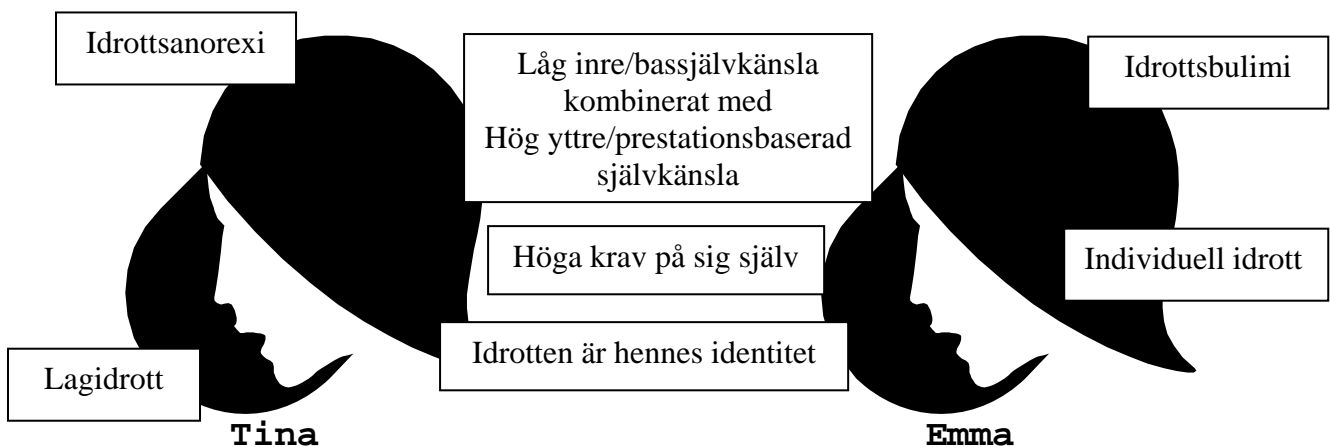 Idrottsanorexi
Låg inre/bassjälvkänsla
kombinerat med
Hög yttre/prestationsbaserad
självkänsla
Idrottsbulimi
Höga krav på sig själv
Individuell idrott
Idrotten är hennes identitet
Lagidrott
Tina
Emma